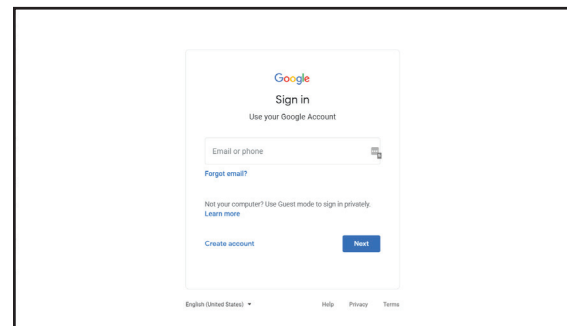 Google
Sign in
Use your Google Account
Email or phone
Forgot email?
Not your computer? Use Guest mode to sign in privately.
Learn more
Create account
Next
English (United States)
Help
Privacy
Terms